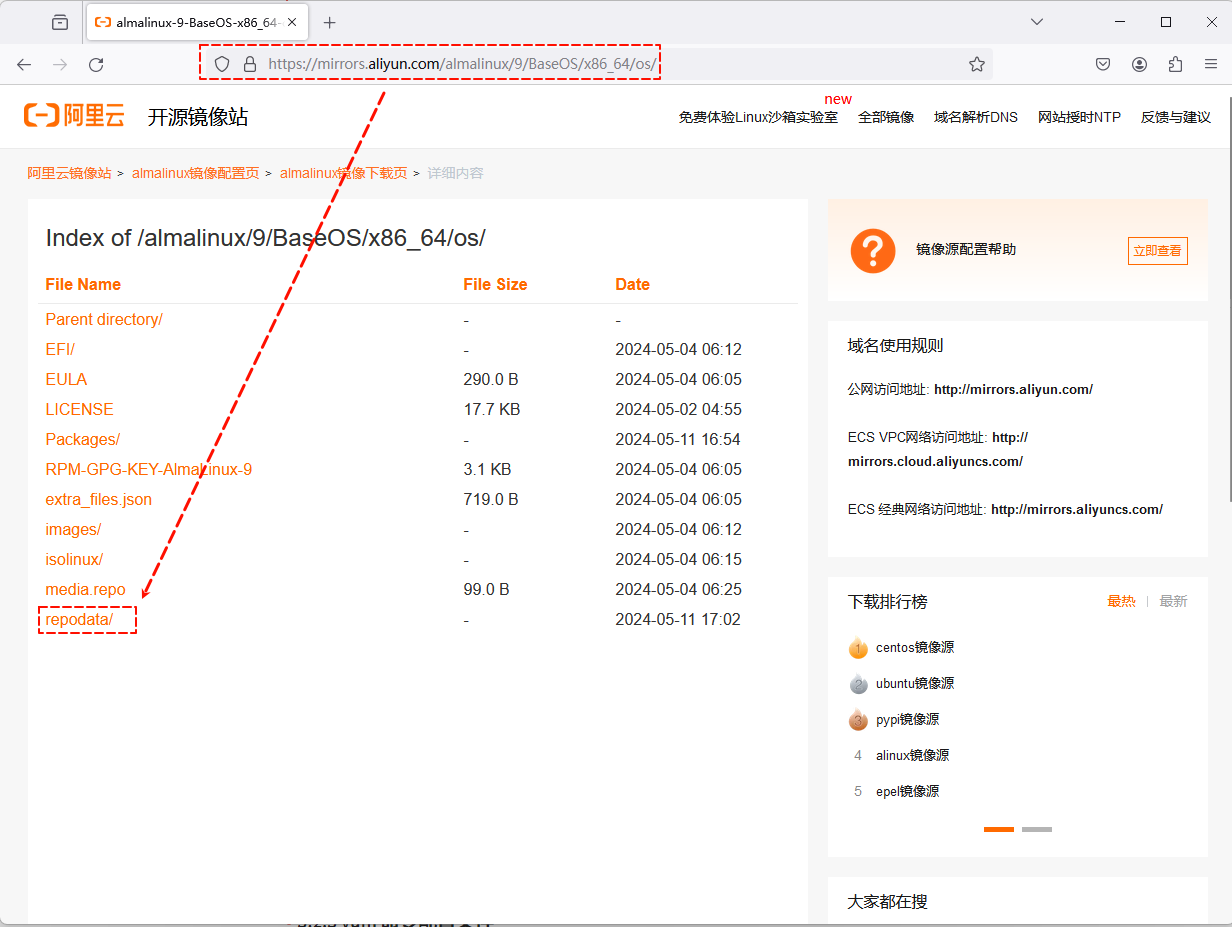 almalinux-9-BaseOS-x86_64-
https://mirrors.aliyun.com/almalinux/9/BaseOS/x86_64/os/
阿里云 开源镜像站
免费体验Linux沙箱实验室 new 全部镜像 域名解析DNS 网站授时NTP 反馈与建议
阿里云镜像站 > almalinux镜像配置页 > almalinux镜像下载页 > 详细内容
Index of /almalinux/9/BaseOS/x86_64/os/
File Name File Size Date
Parent directory/ - -
EFI/ - 2024-05-04 06:12
EULA 290.0 B 2024-05-04 06:05
LICENSE 17.7 KB 2024-05-02 04:55
Packages/ - 2024-05-11 16:54
RPM-GPG-KEY-AlmaLinux-9 3.1 KB 2024-05-04 06:05
extra_files.json 719.0 B 2024-05-04 06:05
images/ - 2024-05-04 06:12
isolinux/ - 2024-05-04 06:15
media.repo 99.0 B 2024-05-04 06:25
repodata/ - 2024-05-11 17:02
镜像源配置帮助 立即查看
域名使用规则
公网访问地址: http://mirrors.aliyun.com/
ECS VPC网络访问地址: http://
mirrors.cloud.aliyuncs.com/
ECS 经典网络访问地址: http://mirrors.aliyuncs.com/
下载排行榜 最热 | 最新
1 centos镜像源
2 ubuntu镜像源
3 pypi镜像源
4 alinux镜像源
5 epel镜像源
大家都在搜